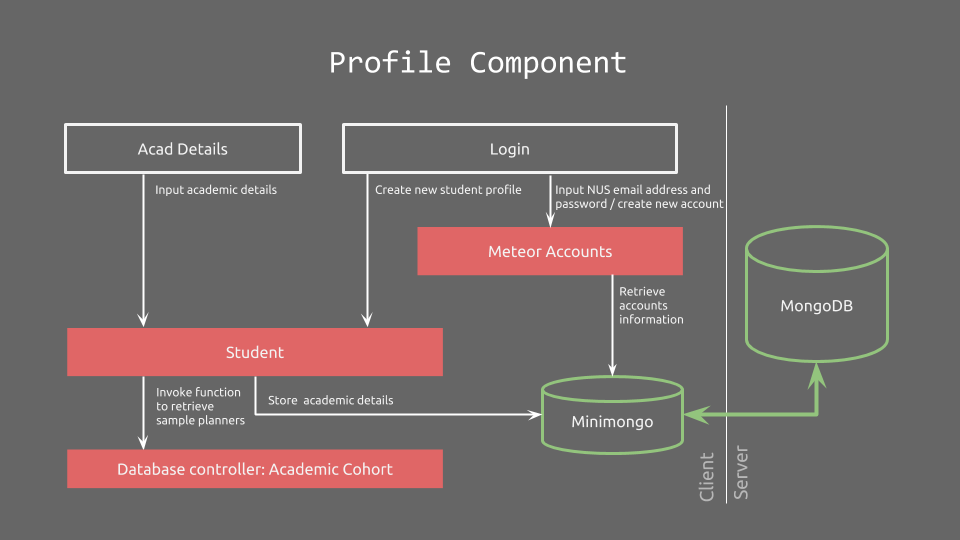 Profile Component
Acad Details
Login
Input academic details
Create new student profile
Input NUS email address and
password / create new account
Meteor Accounts
Retrieve
accounts
information
MongoDB
Student
Invoke function
to retrieve
sample planners
Store academic details
Minimongo
Database controller: Academic Cohort
Client
Server